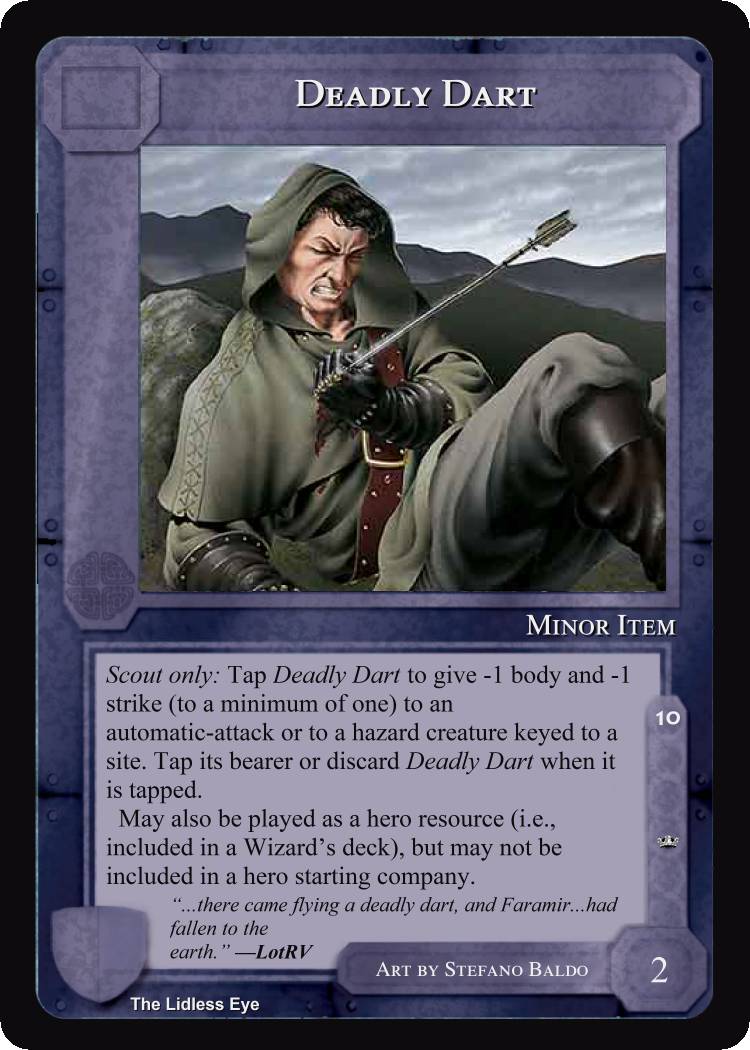 Deadly Dart
Minor Item
Scout only: Tap Deadly Dart to give -1 body and -1
strike (to a minimum of one) to an
automatic-attack or to a hazard creature keyed to a
site. Tap its bearer or discard Deadly Dart when it
is tapped.
May also be played as a hero resource (i.e.,
included in a Wizard's deck), but may not be
included in a hero starting company.
"...there came flying a deadly dart, and Faramir...had
fallen to the
earth." —LotRV
10
Art by Stefano Baldo
2
The Lidless Eye